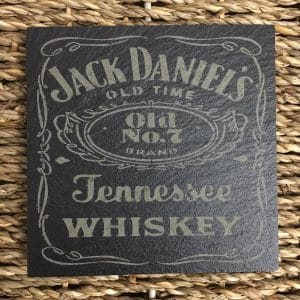 JACK DANIEL'S
OLD TIME
Old
No.7
BRAND
Tennessee
WHISKEY